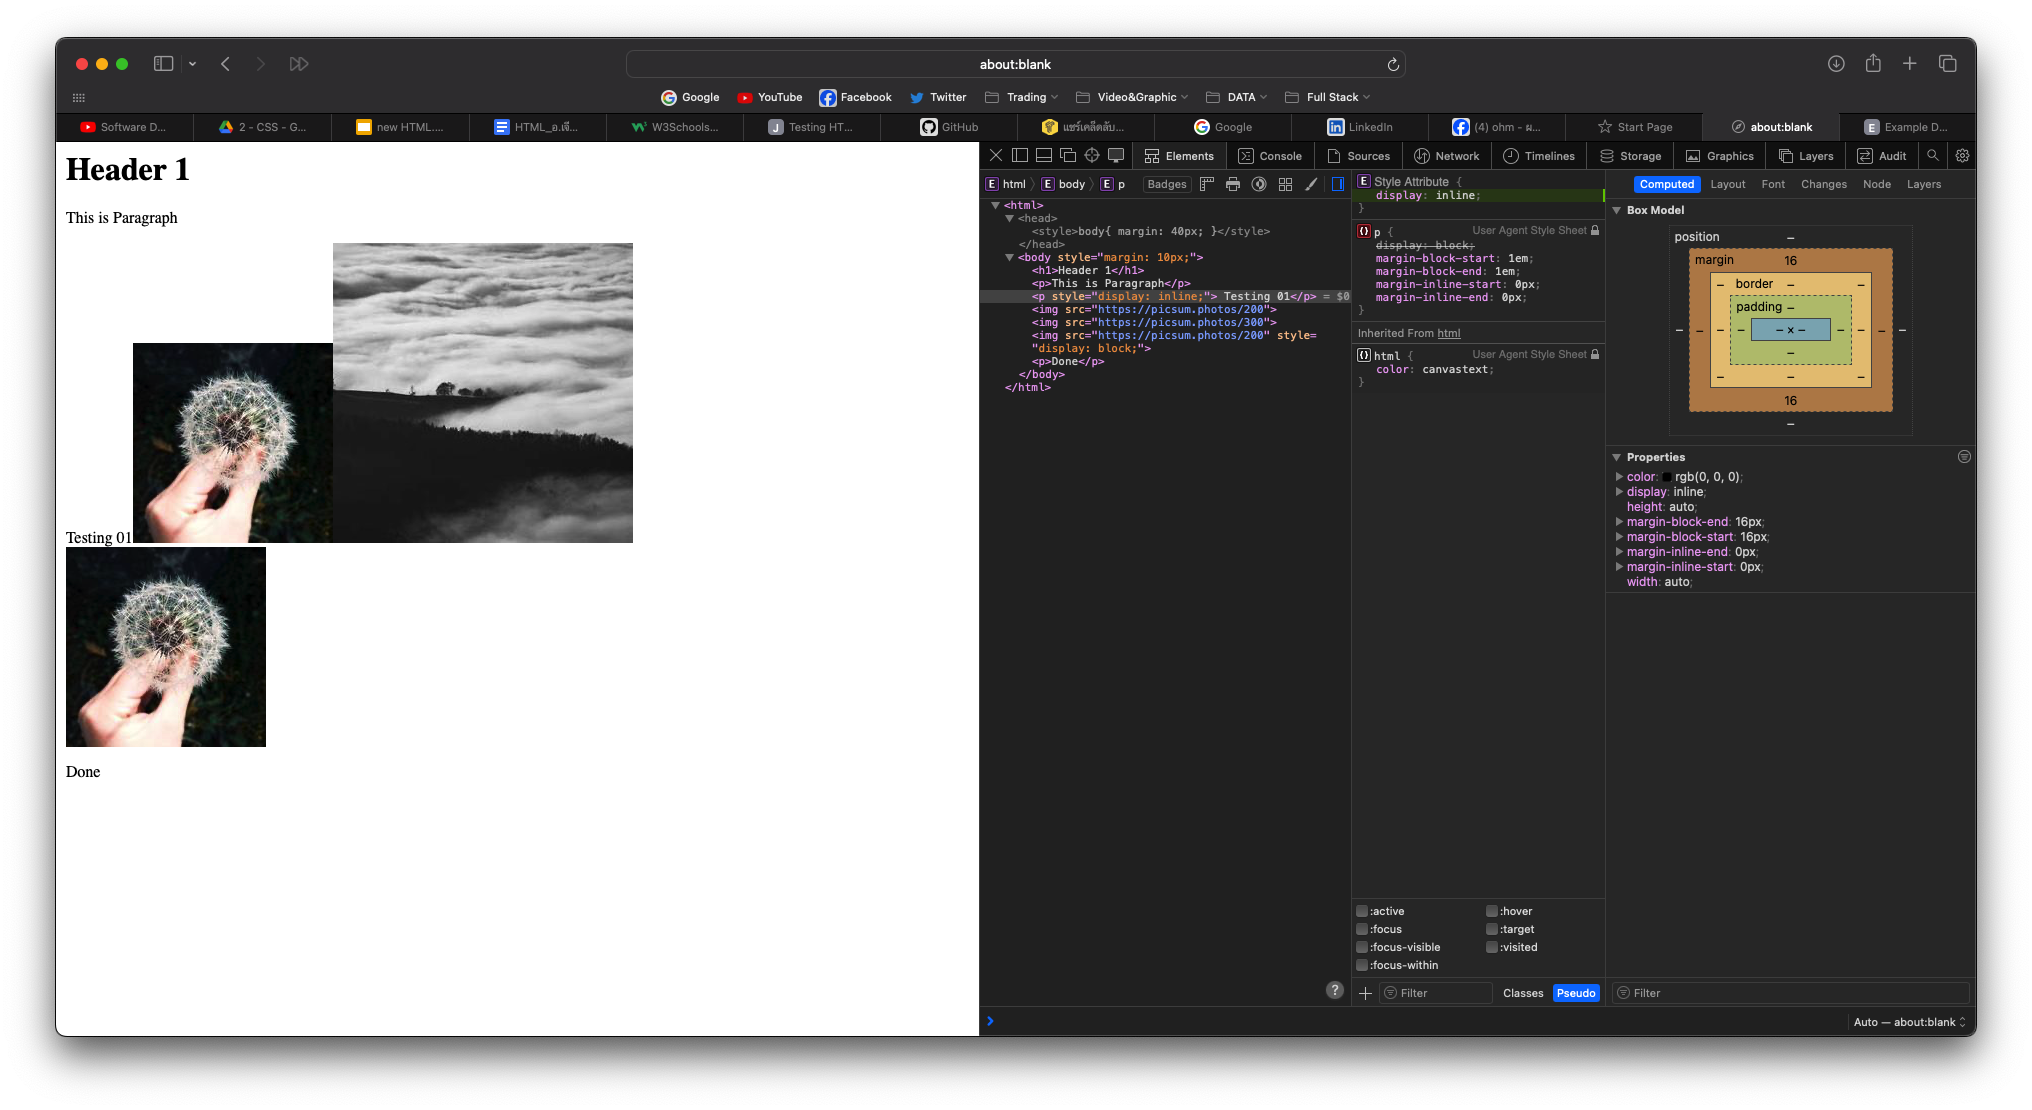 about:blank
Google YouTube Facebook Twitter Trading Video&Graphic DATA Full Stack
Software D... 2 - CSS - G... new HTML.... HTML_อ.เจ๊... W3Schools... Testing HT... GitHub แชร์เคล็ดลับ... Google LinkedIn (4) ohm - ผ... Start Page about:blank Example D...
Header 1
This is Paragraph
Testing 01
Done
Elements Console Sources Network Timelines Storage Graphics Layers Audit
E html E body E p Badges
<html>
<head>
<style>body{ margin: 40px; }</style>
</head>
<body style="margin: 10px;">
<h1>Header 1</h1>
<p>This is Paragraph</p>
<p style="display: inline;"> Testing 01</p> = $0
<img src="https://picsum.photos/200">
<img src="https://picsum.photos/300">
<img src="https://picsum.photos/200" style=
"display: block;">
<p>Done</p>
</body>
</html>
E Style Attribute {
display: inline;
}
p { User Agent Style Sheet
display: block;
margin-block-start: 1em;
margin-block-end: 1em;
margin-inline-start: 0px;
margin-inline-end: 0px;
}
Inherited From html
html { User Agent Style Sheet
color: canvastext;
}
:active :hover
:focus :target
:focus-visible :visited
:focus-within
Filter Classes Pseudo
Computed Layout Font Changes Node Layers
Box Model
position –
margin 16
– border – –
padding –
– – – – – × – – – – –
–
– – –
16
–
Properties
color: rgb(0, 0, 0);
display: inline;
height: auto;
margin-block-end: 16px;
margin-block-start: 16px;
margin-inline-end: 0px;
margin-inline-start: 0px;
width: auto;
Filter
Auto — about:blank